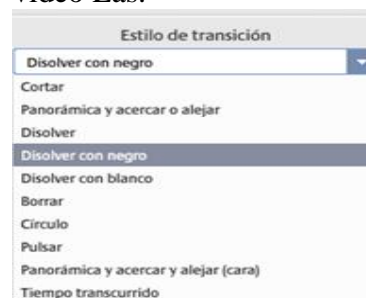 video Las:
Estilo de transición
Disolver con negro
Cortar
Panorámica y acercar o alejar
Disolver
Disolver con negro
Disolver con blanco
Borrar
Círculo
Pulsar
Panorámica y acercar y alejar (cara)
Tiempo transcurrido